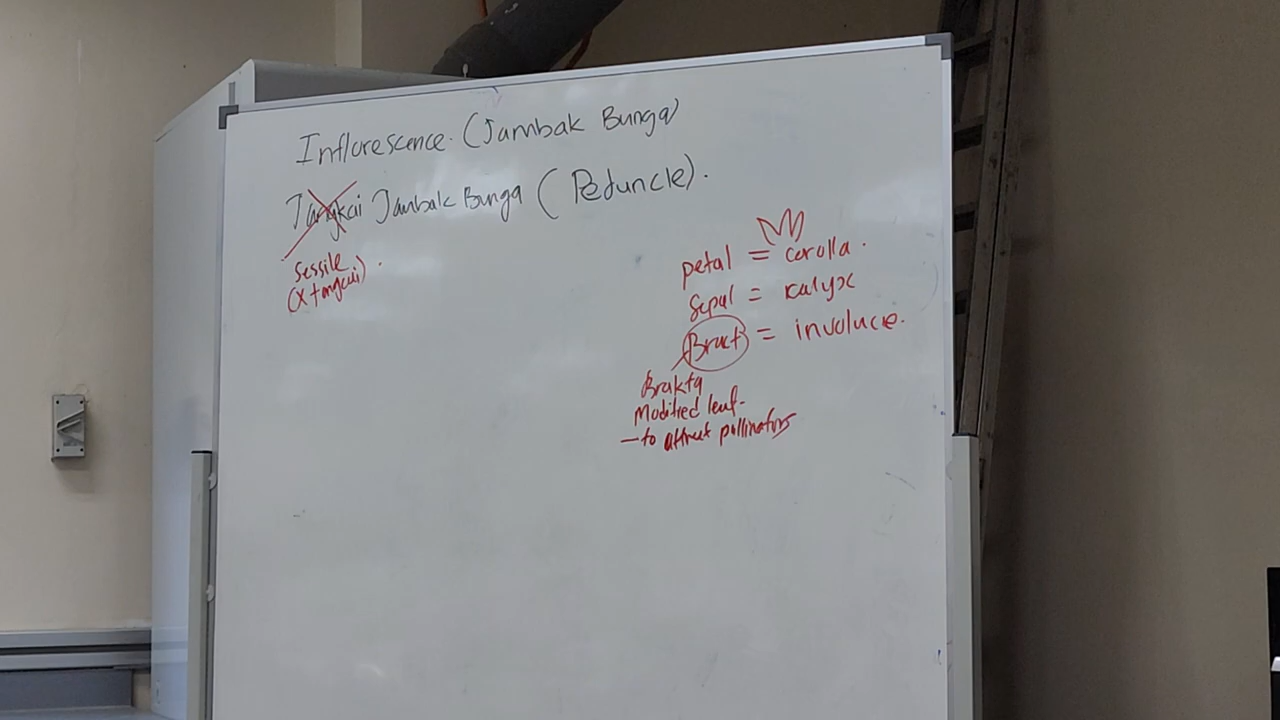 Inflorescence. (Jambak Bunga)
Tangkai Jambak Bunga (Peduncle).
Sessile
(X tangkai).
petal = corolla.
Sepal = kalyx
Bract = involucre.
Brakta
Modified leaf-
- to attract pollinators